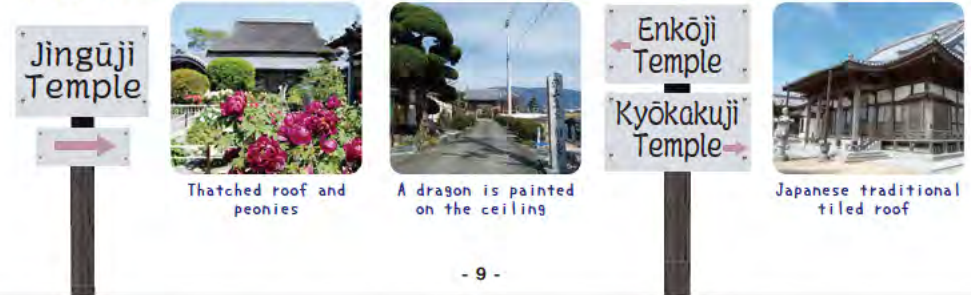 Jingūji
Temple
Thatched roof and
peonies
A dragon is painted
on the ceiling
Enkōji
Temple
Kyōkakuji
Temple
Japanese traditional
tiled roof
- 9 -